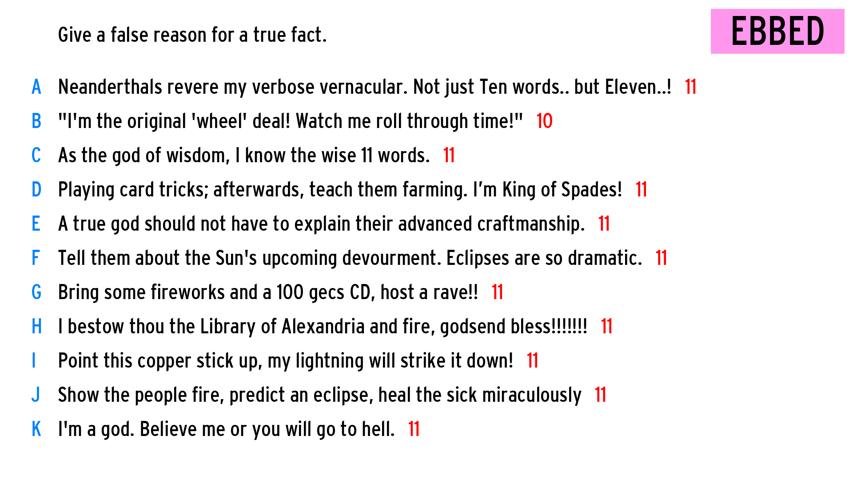 Give a false reason for a true fact.
EBBED
A Neanderthals revere my verbose vernacular. Not just Ten words.. but Eleven..! 11
B "I'm the original 'wheel' deal! Watch me roll through time!" 10
C As the god of wisdom, I know the wise 11 words. 11
D Playing card tricks; afterwards, teach them farming. I’m King of Spades! 11
E A true god should not have to explain their advanced craftmanship. 11
F Tell them about the Sun's upcoming devourment. Eclipses are so dramatic. 11
G Bring some fireworks and a 100 gecs CD, host a rave!! 11
H I bestow thou the Library of Alexandria and fire, godsend bless!!!!!!! 11
I Point this copper stick up, my lightning will strike it down! 11
J Show the people fire, predict an eclipse, heal the sick miraculously 11
K I'm a god. Believe me or you will go to hell. 11